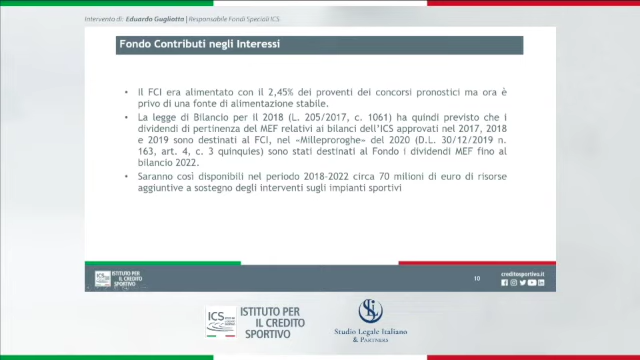 Intervento di: Eduardo Gugliotta | Responsabile Fondi Speciali ICS
Fondo Contributi negli Interessi
• Il FCI era alimentato con il 2,45% dei proventi dei concorsi pronostici ma ora è
privo di una fonte di alimentazione stabile.
• La legge di Bilancio per il 2018 (L. 205/2017, c. 1061) ha quindi previsto che i
dividendi di pertinenza del MEF relativi ai bilanci dell'ICS approvati nel 2017, 2018
e 2019 sono destinati al FCI, nel «Milleproroghe» del 2020 (D.L. 30/12/2019 n.
163, art. 4, c. 3 quinquies) sono stati destinati al Fondo i dividendi MEF fino al
bilancio 2022.
• Saranno così disponibili nel periodo 2018-2022 circa 70 milioni di euro di risorse
aggiuntive a sostegno degli interventi sugli impianti sportivi
ICS
ISTITUTO PER
IL CREDITO
SPORTIVO
10
creditosportivo.it
ICS
ISTITUTO PER
IL CREDITO
SPORTIVO
Studio Legale Italiano
& Partners